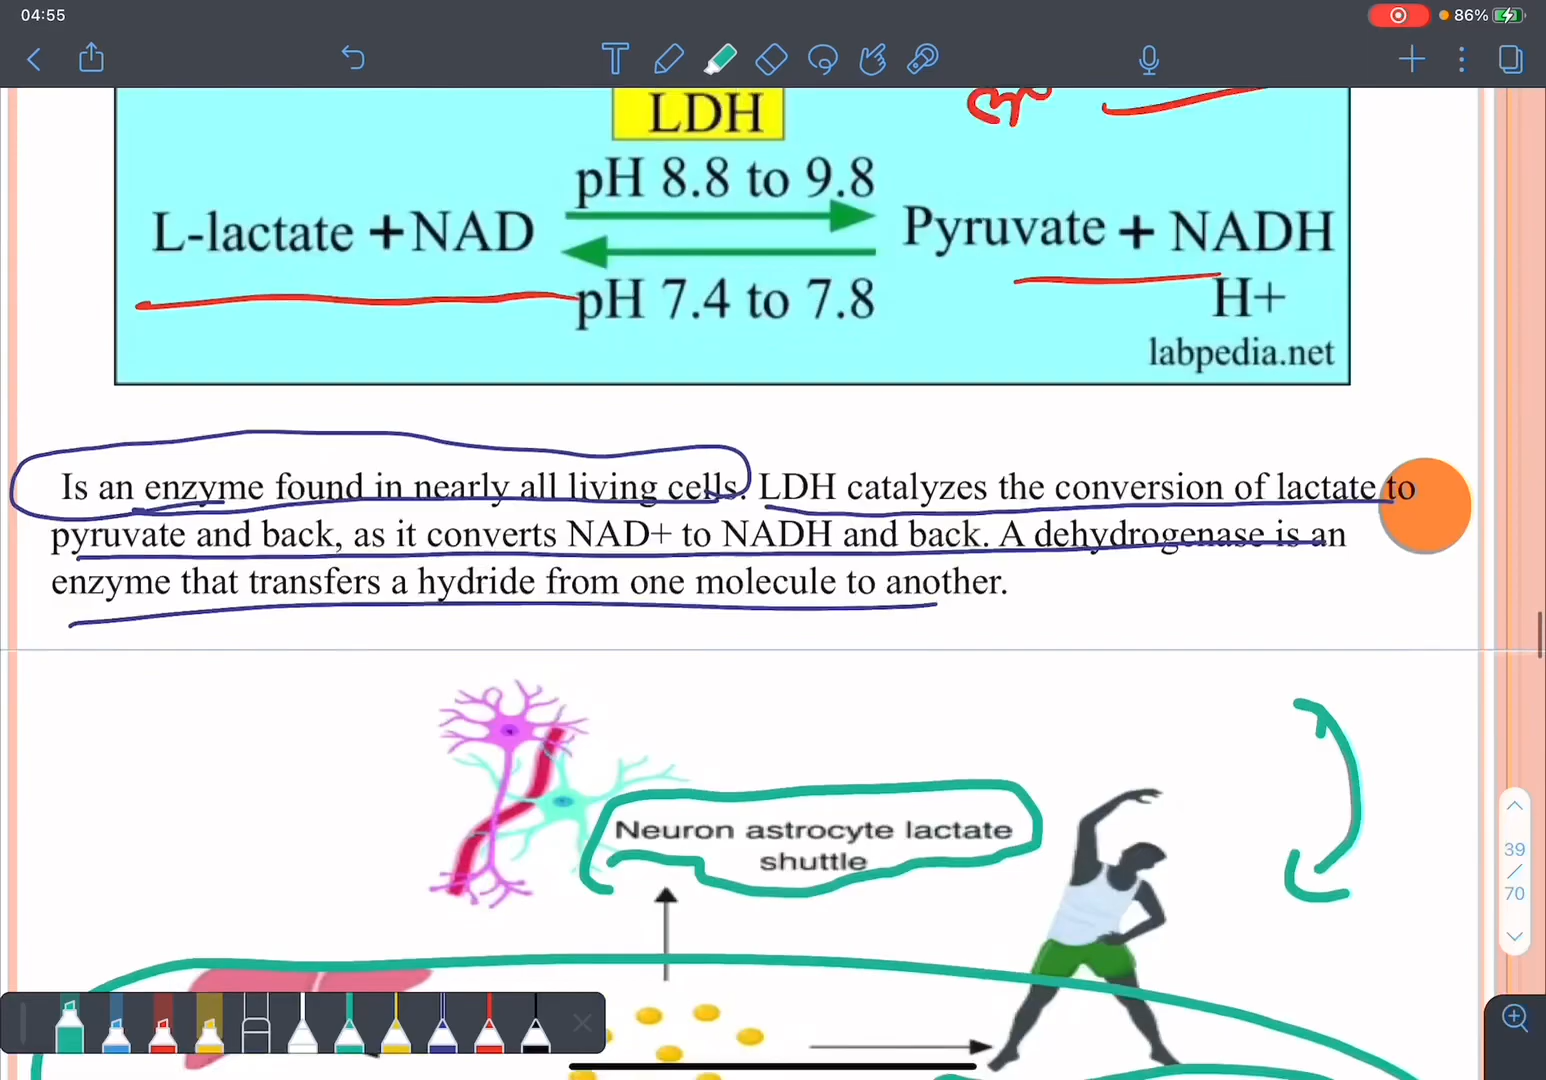 04:55
86%
LDH
pH 8.8 to 9.8
L-lactate + NAD
Pyruvate + NADH
pH 7.4 to 7.8
H+
labpedia.net
Is an enzyme found in nearly all living cells. LDH catalyzes the conversion of lactate to
pyruvate and back, as it converts NAD+ to NADH and back. A dehydrogenase is an
enzyme that transfers a hydride from one molecule to another.
Neuron astrocyte lactate
shuttle
39
/
70